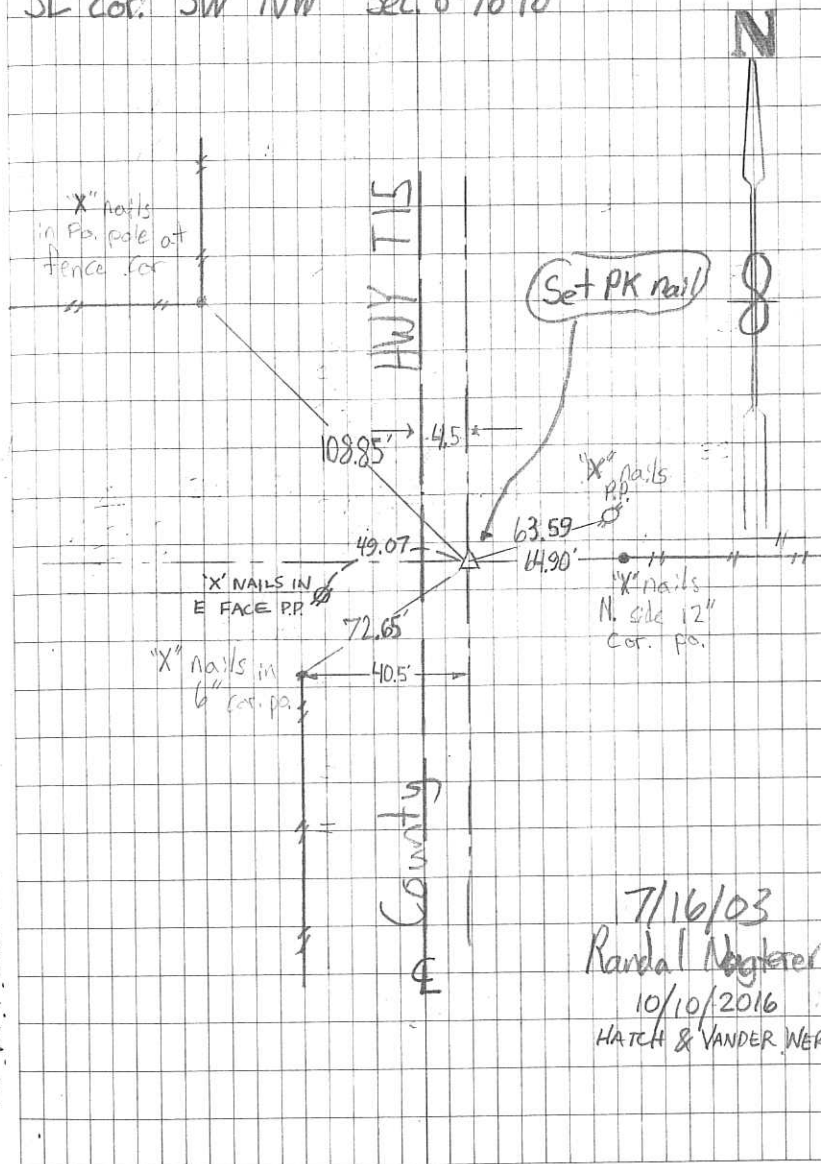 SE cor. SW NW Sec. 6
N
"X" nails
in Po. pole at
fence cor
HWY T15
Set PK nail
8
108.85'
4.5
"X" nails
P.P.
63.59
49.07
64.90'
'X' NAILS IN
E FACE P.P.
"X" nails
N. side 12"
cor. po.
72.65'
"X" nails in
6" cor. po.
40.5'
County
℄
7/16/03
Randal
10/10/2016
HATCH & VANDER WER